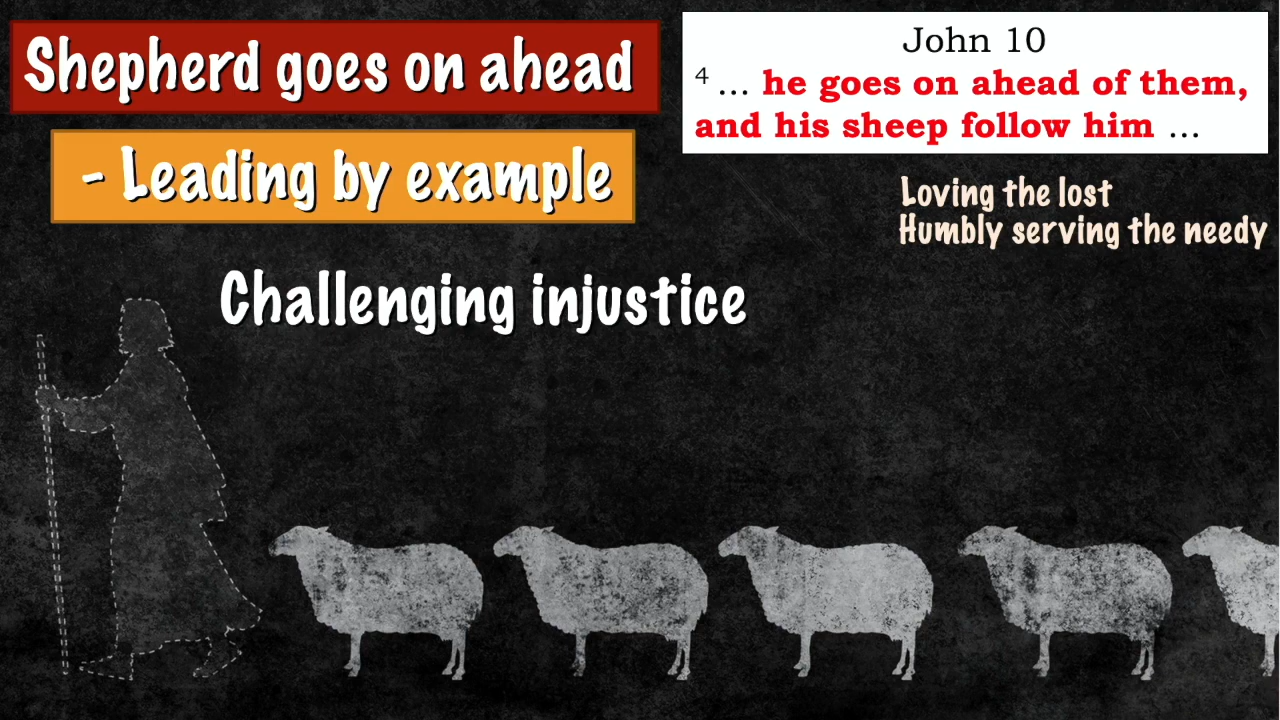 Shepherd goes on ahead
- Leading by example
John 10
4 ... he goes on ahead of them,
and his sheep follow him ...
Loving the lost
Humbly serving the needy
Challenging injustice